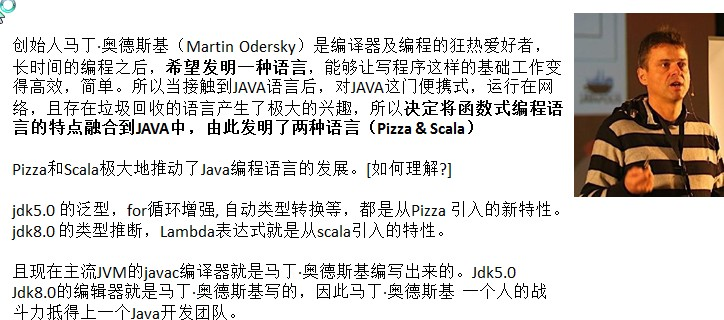 创始人马丁·奥德斯基（Martin Odersky）是编译器及编程的狂热爱好者，
长时间的编程之后，希望发明一种语言，能够让写程序这样的基础工作变
得高效，简单。所以当接触到JAVA语言后，对JAVA这门便携式，运行在网
络，且存在垃圾回收的语言产生了极大的兴趣，所以决定将函数式编程语
言的特点融合到JAVA中，由此发明了两种语言（Pizza & Scala）
Pizza和Scala极大地推动了Java编程语言的发展。[如何理解?]
jdk5.0 的泛型，for循环增强, 自动类型转换等，都是从Pizza 引入的新特性。
jdk8.0 的类型推断，Lambda表达式就是从scala引入的特性。
且现在主流JVM的javac编译器就是马丁·奥德斯基编写出来的。Jdk5.0
Jdk8.0的编辑器就是马丁·奥德斯基写的，因此马丁·奥德斯基 一个人的战
斗力抵得上一个Java开发团队。